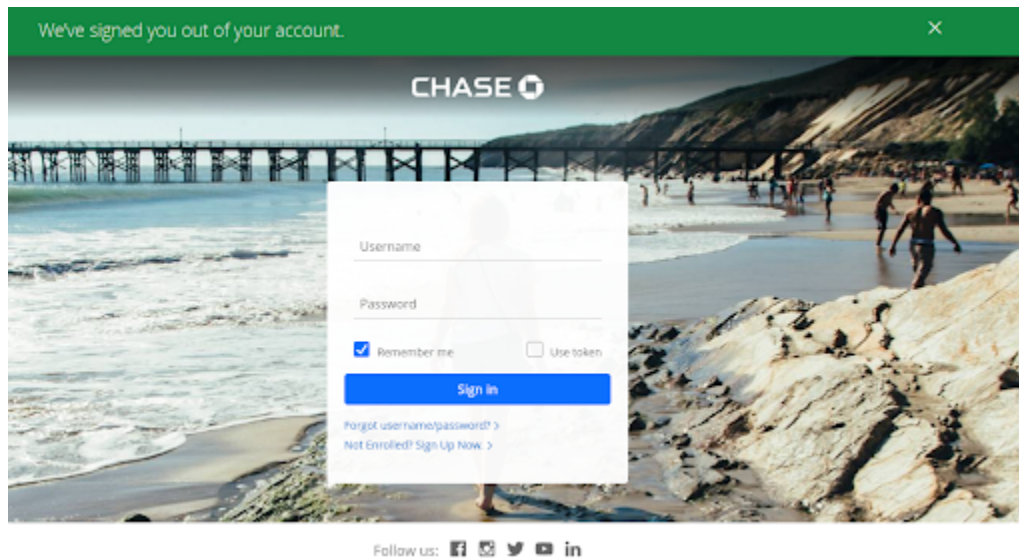 We've signed you out of your account.
CHASE
Username
Password
Remember me Use token
Sign in
Forgot username/password? >
Not Enrolled? Sign Up Now. >
Follow us: